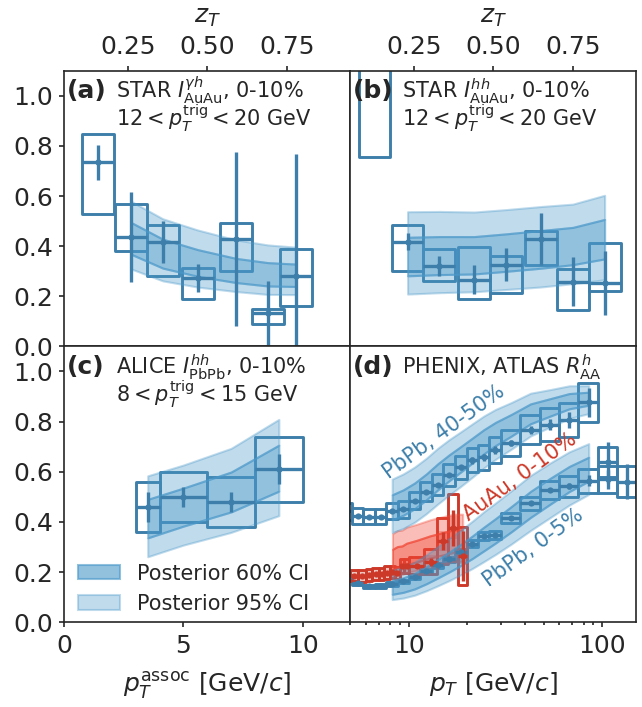 z_T z_T
0.25 0.50 0.75 0.25 0.50 0.75
(a) STAR I^{γh}_{AuAu}, 0-10%
12 < p_T^{trig} < 20 GeV
(b) STAR I^{hh}_{AuAu}, 0-10%
12 < p_T^{trig} < 20 GeV
1.0
0.8
0.6
0.4
0.2
0.0
(c) ALICE I^{hh}_{PbPb}, 0-10%
8 < p_T^{trig} < 15 GeV
Posterior 60% CI
Posterior 95% CI
(d) PHENIX, ATLAS R^h_{AA}
PbPb, 40-50%
AuAu, 0-10%
PbPb, 0-5%
1.0
0.8
0.6
0.4
0.2
0.0
0 5 10 10 100
p_T^{assoc} [GeV/c] p_T [GeV/c]